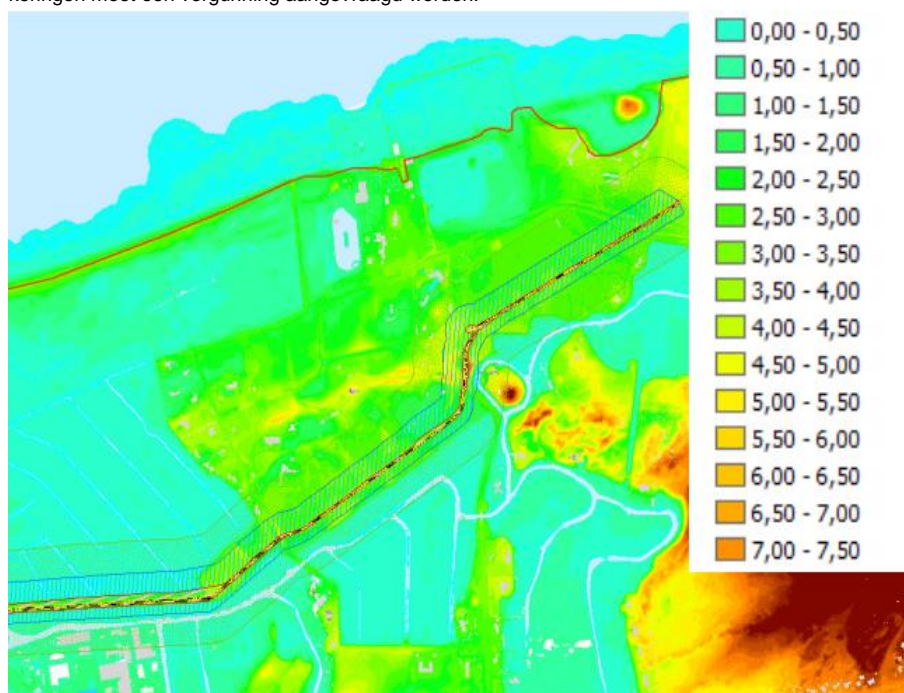 keringen moet een vergunning aangevraagd worden.
0,00 - 0,50
0,50 - 1,00
1,00 - 1,50
1,50 - 2,00
2,00 - 2,50
2,50 - 3,00
3,00 - 3,50
3,50 - 4,00
4,00 - 4,50
4,50 - 5,00
5,00 - 5,50
5,50 - 6,00
6,00 - 6,50
6,50 - 7,00
7,00 - 7,50